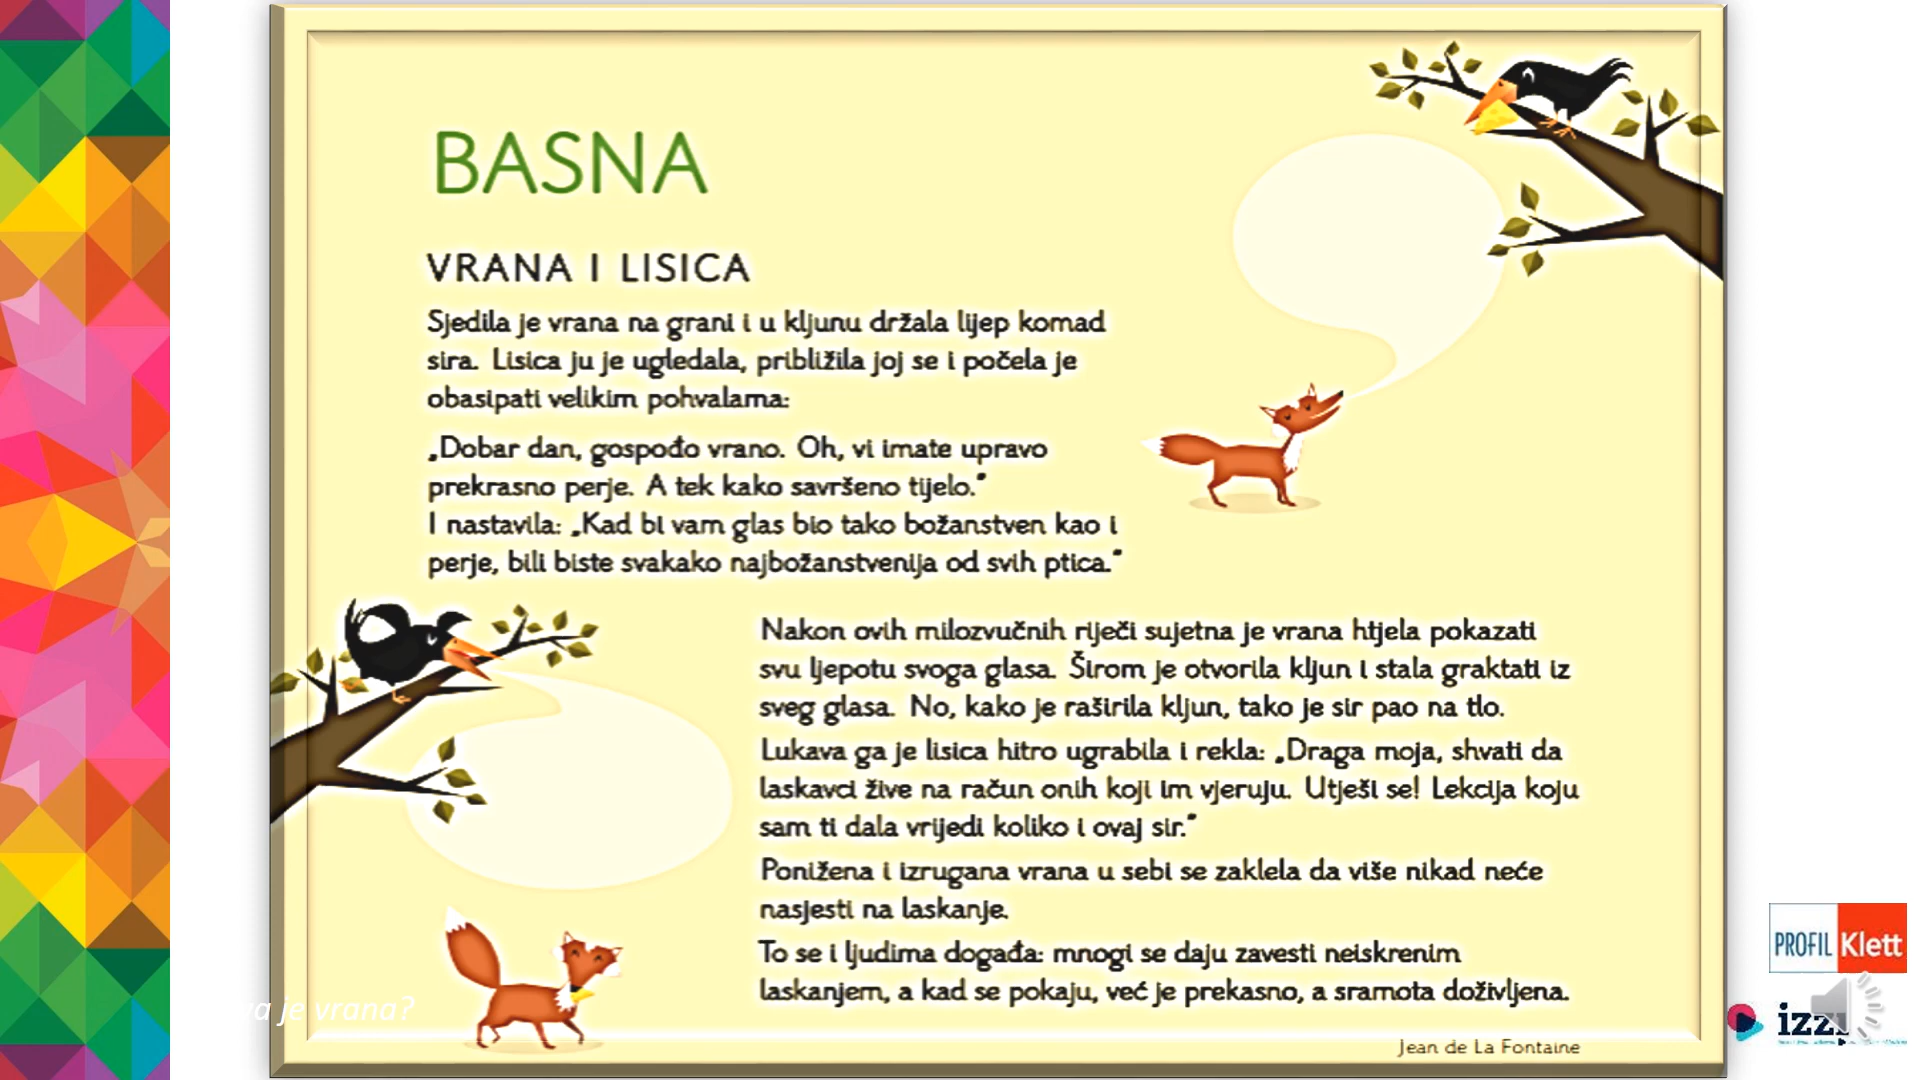 BASNA
VRANA I LISICA
Sjedila je vrana na grani i u kljunu držala lijep komad
sira. Lisica ju je ugledala, približila joj se i počela je
obasipati velikim pohvalama:
„Dobar dan, gospođo vrano. Oh, vi imate upravo
prekrasno perje. A tek kako savršeno tijelo.”
I nastavila: „Kad bi vam glas bio tako božanstven kao i
perje, bili biste svakako najbožanstvenija od svih ptica.”
Nakon ovih milozvučnih riječi sujetna je vrana htjela pokazati
svu ljepotu svoga glasa. Širom je otvorila kljun i stala graktati iz
sveg glasa. No, kako je raširila kljun, tako je sir pao na tlo.
Lukava ga je lisica hitro ugrabila i rekla: „Draga moja, shvati da
laskavci žive na račun onih koji im vjeruju. Utješi se! Lekcija koju
sam ti dala vrijedi koliko i ovaj sir.”
Ponižena i izrugana vrana u sebi se zaklela da više nikad neće
nasjesti na laskanje.
To se i ljudima događa: mnogi se daju zavesti neiskrenim
laskanjem, a kad se pokaju, već je prekasno, a sramota doživljena.
Jean de La Fontaine
je vrana?
PROFIL Klett
izzi